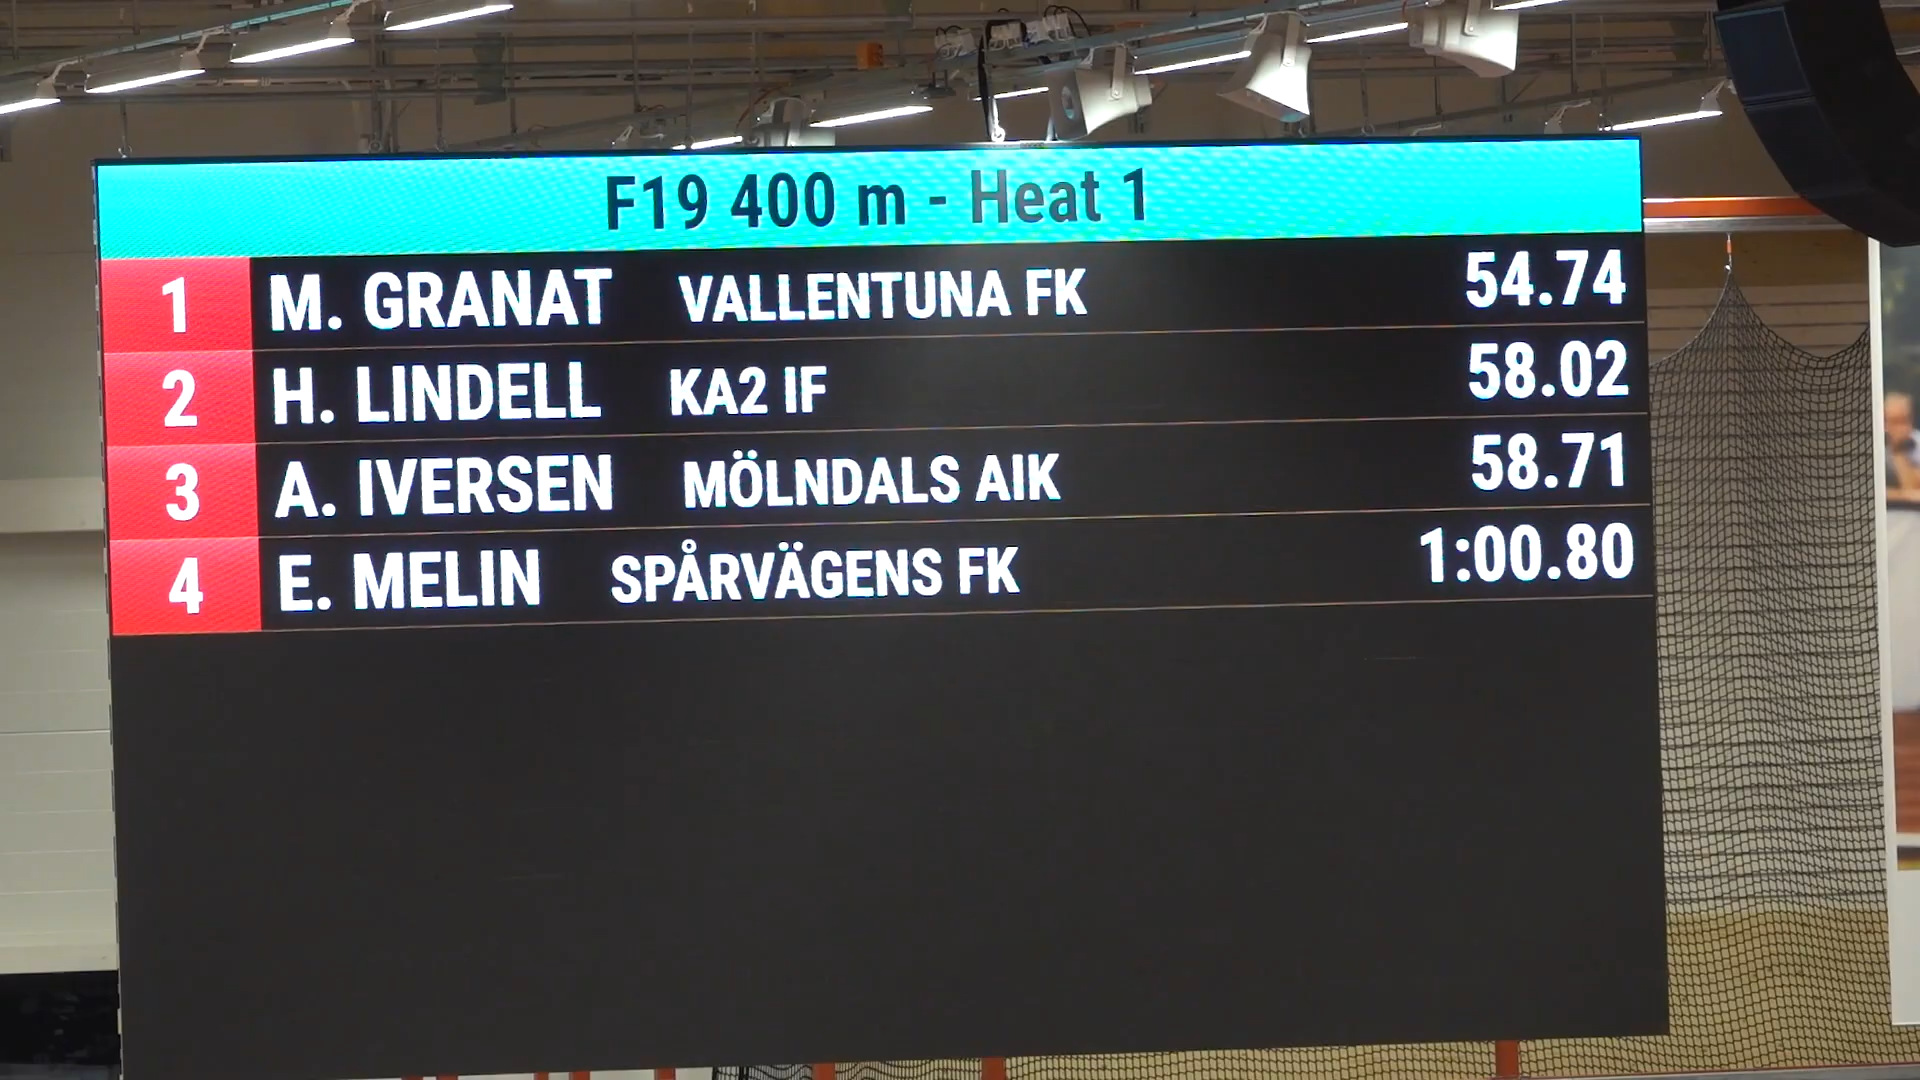 F19 400 m - Heat 1
1 M. GRANAT VALLENTUNA FK 54.74
2 H. LINDELL KA2 IF 58.02
3 A. IVERSEN MÖLNDALS AIK 58.71
4 E. MELIN SPÅRVÄGENS FK 1:00.80